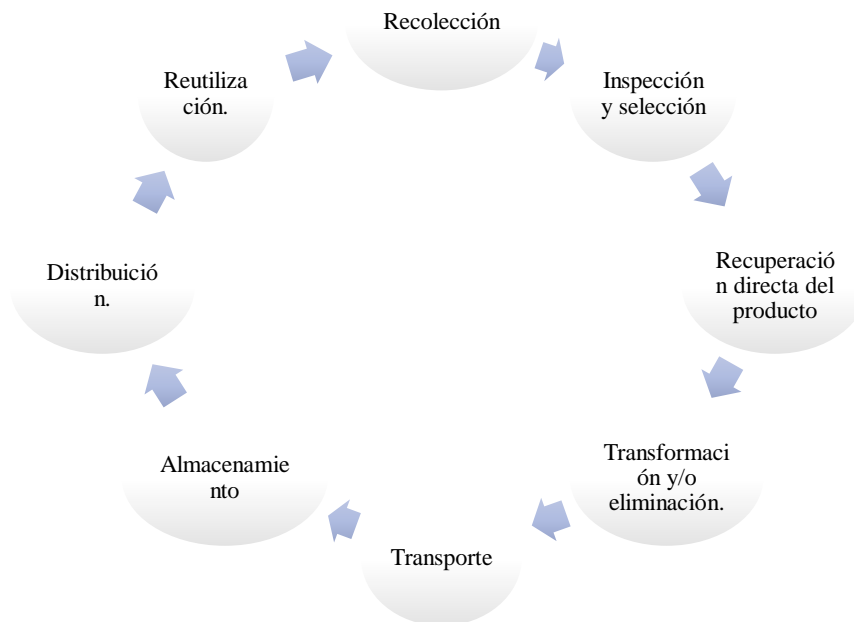 Recolección
Inspección
y selección
Recuperació
n directa del
producto
Transformaci
ón y/o
eliminación.
Transporte
Almacenamie
nto
Distribuició
n.
Reutiliza
ción.